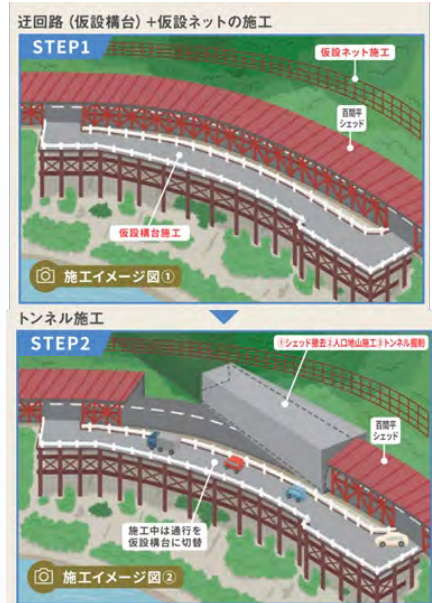 迂回路(仮設構台)+仮設ネットの施工
STEP1
仮設ネット施工
百間平
シェッド
仮設構台施工
施工イメージ図①
トンネル施工
STEP2
①シェッド撤去②人口地山施工③トンネル掘削
百間平
シェッド
施工中は通行を
仮設構台に切替
施工イメージ図②